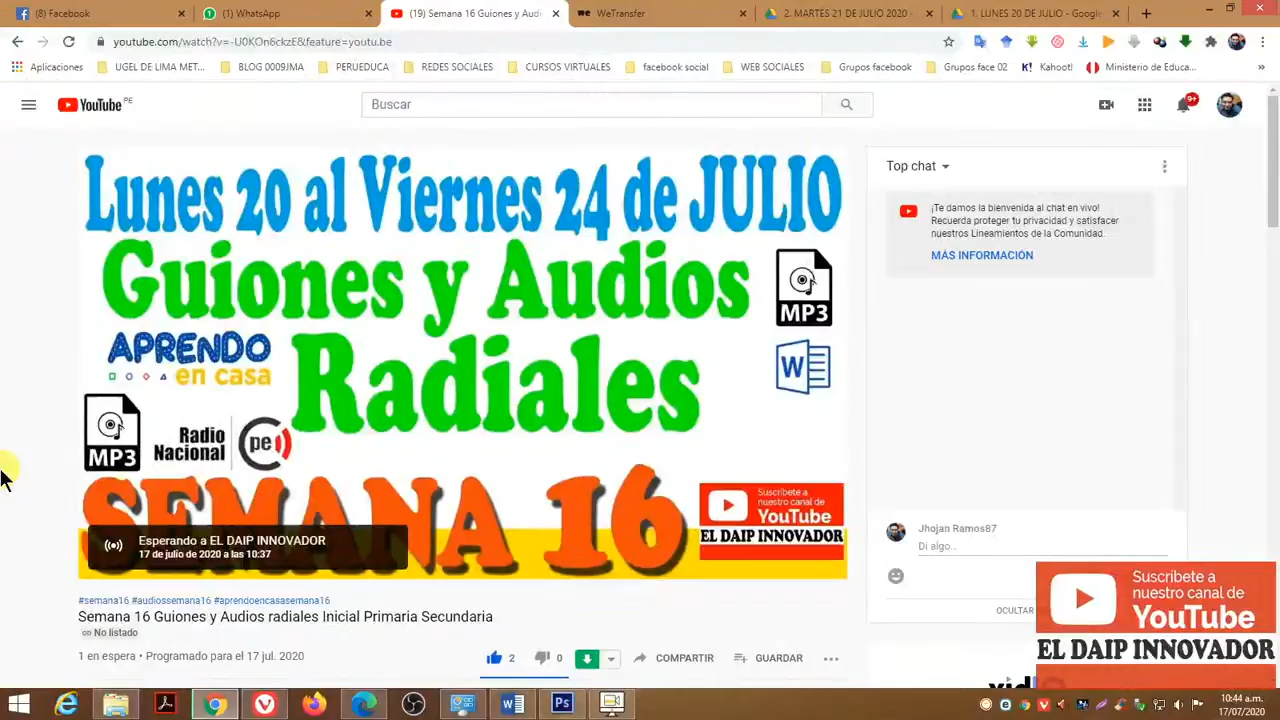 (8) Facebook
(1) WhatsApp
(19) Semana 16 Guiones y Audi
WeTransfer
2. MARTES 21 DE JULIO 2020 -
1. LUNES 20 DE JULIO - Google
youtube.com/watch?v=-U0KOn6ckzE&feature=youtu.be
Aplicaciones
UGEL DE LIMA MET...
BLOG 0009JMA
PERUEDUCA
REDES SOCIALES
CURSOS VIRTUALES
facebook social
WEB SOCIALES
Grupos facebook
Grupos face 02
Kahoot!
Ministerio de Educa...
»
YouTube PE
Buscar
9+
Lunes 20 al Viernes 24 de JULIO
Guiones y Audios
MP3
APRENDO
en casa
Radiales
W
MP3
Radio
Nacional
pe
SEMANA 16
Suscribete a
nuestro canal de
YouTube
EL DAIP INNOVADOR
Esperando a EL DAIP INNOVADOR
17 de julio de 2020 a las 10:37
Top chat
¡Te damos la bienvenida al chat en vivo!
Recuerda proteger tu privacidad y satisfacer
nuestros Lineamientos de la Comunidad.
MÁS INFORMACIÓN
Jhojan Ramos87
Di algo...
OCULTAR
#semana16 #audiossemana16 #aprendoencasasemana16
Semana 16 Guiones y Audios radiales Inicial Primaria Secundaria
No listado
1 en espera • Programado para el 17 jul. 2020
2
0
COMPARTIR
GUARDAR
Suscribete a
nuestro canal de
YouTube
EL DAIP INNOVADOR
10:44 a.m.
17/07/2020